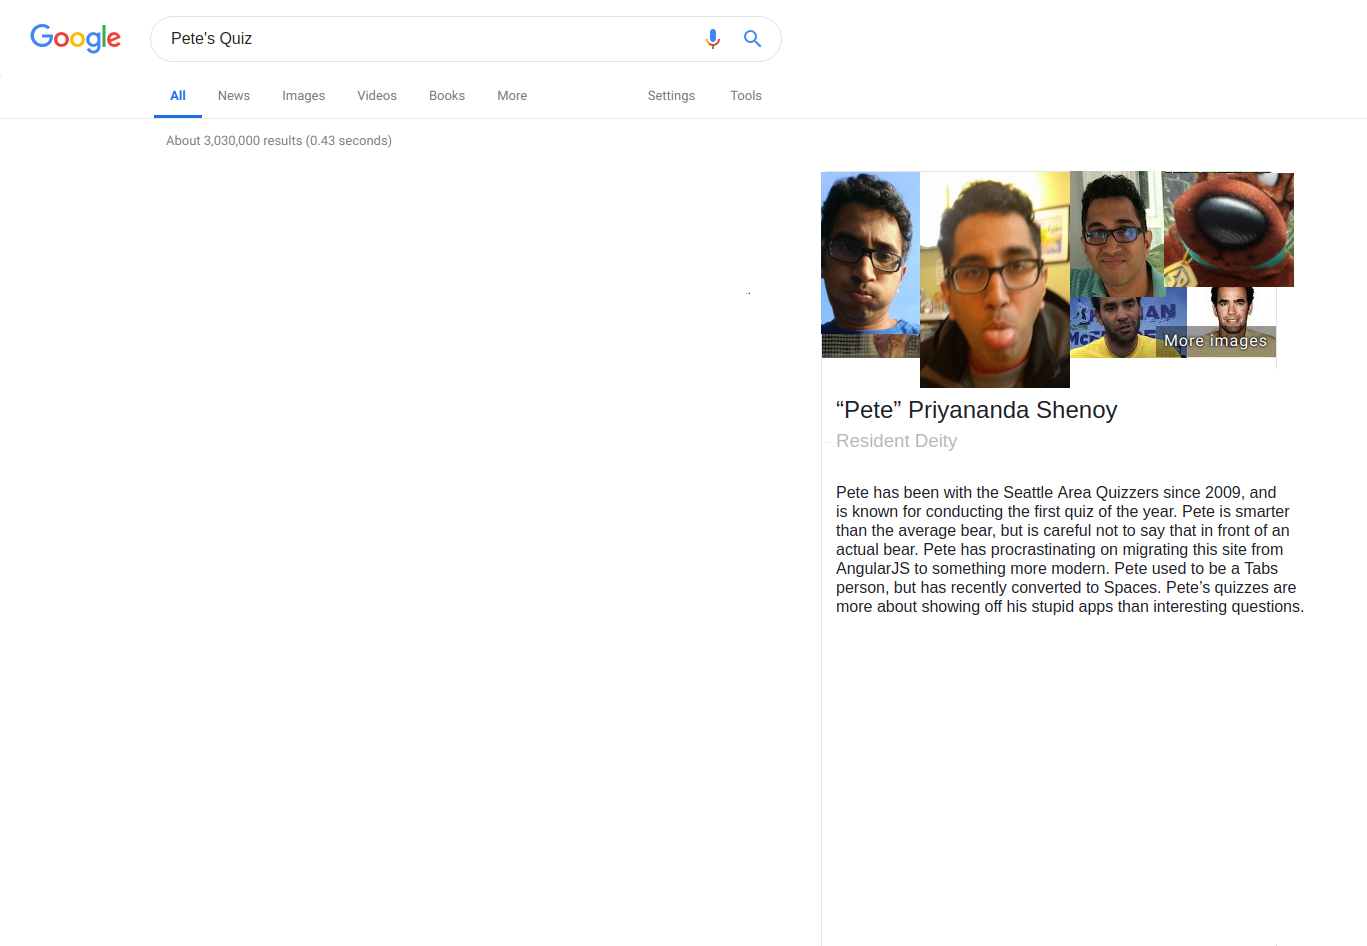 Google
Pete's Quiz
All News Images Videos Books More Settings Tools
About 3,030,000 results (0.43 seconds)
More images
“Pete” Priyananda Shenoy
Resident Deity
Pete has been with the Seattle Area Quizzers since 2009, and
is known for conducting the first quiz of the year. Pete is smarter
than the average bear, but is careful not to say that in front of an
actual bear. Pete has procrastinating on migrating this site from
AngularJS to something more modern. Pete used to be a Tabs
person, but has recently converted to Spaces. Pete’s quizzes are
more about showing off his stupid apps than interesting questions.